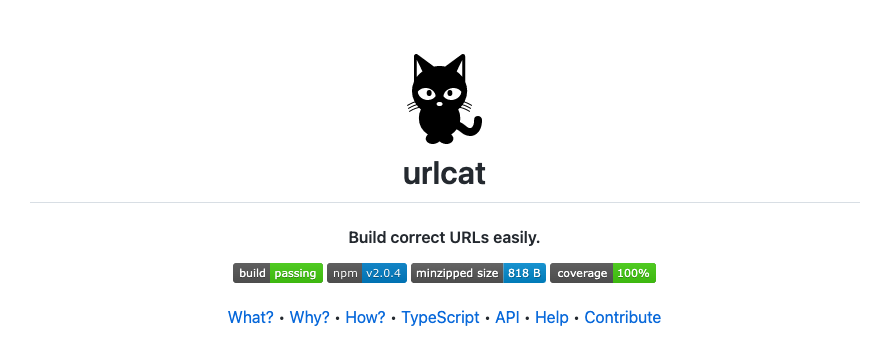 urlcat
Build correct URLs easily.
build passing npm v2.0.4 minzipped size 818 B coverage 100%
What? • Why? • How? • TypeScript • API • Help • Contribute